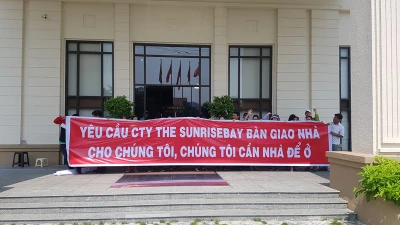 YÊU CẦU CTY THE SUNRISEBAY BÀN GIAO NHÀ
CHO CHÚNG TÔI, CHÚNG TÔI CẦN NHÀ ĐỂ Ở